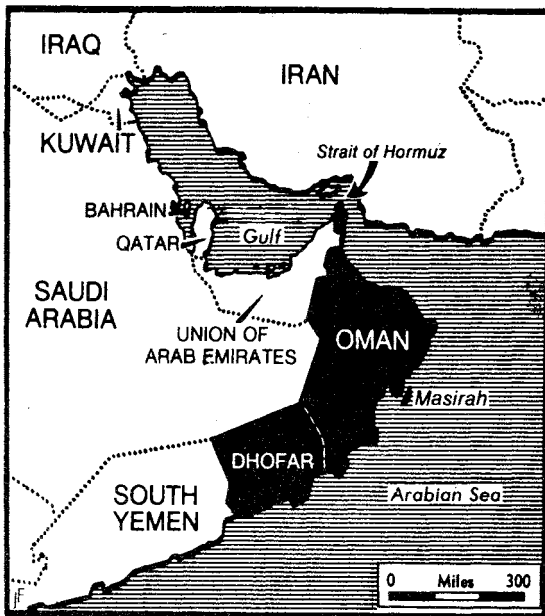 IRAQ
IRAN
KUWAIT
Strait of Hormuz
BAHRAIN
QATAR
Gulf
SAUDI
ARABIA
UNION OF
ARAB EMIRATES
OMAN
Masirah
DHOFAR
SOUTH
YEMEN
Arabian Sea
0 Miles 300